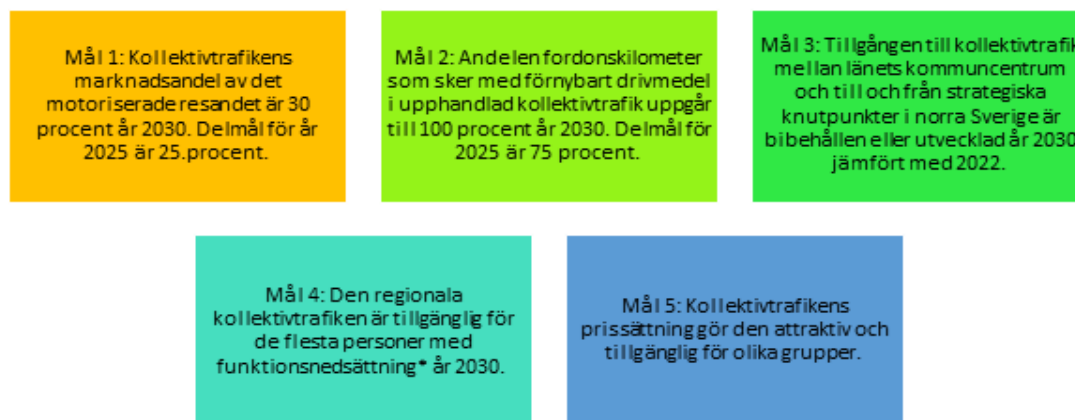 Mål 1: Kollektivtrafikens
marknadsandel av det
motoriserade resandet är 30
procent år 2030. Delmål för år
2025 är 25.procent.
Mål 2: Andelen fordonskilometer
som sker med förnybart drivmedel
i upphandlad kollektivtrafik uppgår
till 100 procent år 2030. Delmål för
2025 är 75 procent.
Mål 3: Tillgången till kollektivtrafik
mellan länets kommuncentrum
och till och från strategiska
knutpunkter i norra Sverige är
bibehållen eller utvecklad år 2030
jämfört med 2022.
Mål 4: Den regionala
kollektivtrafiken är tillgänglig för
de flesta personer med
funktionsnedsättning* år 2030.
Mål 5: Kollektivtrafikens
prissättning gör den attraktiv och
tillgänglig för olika grupper.